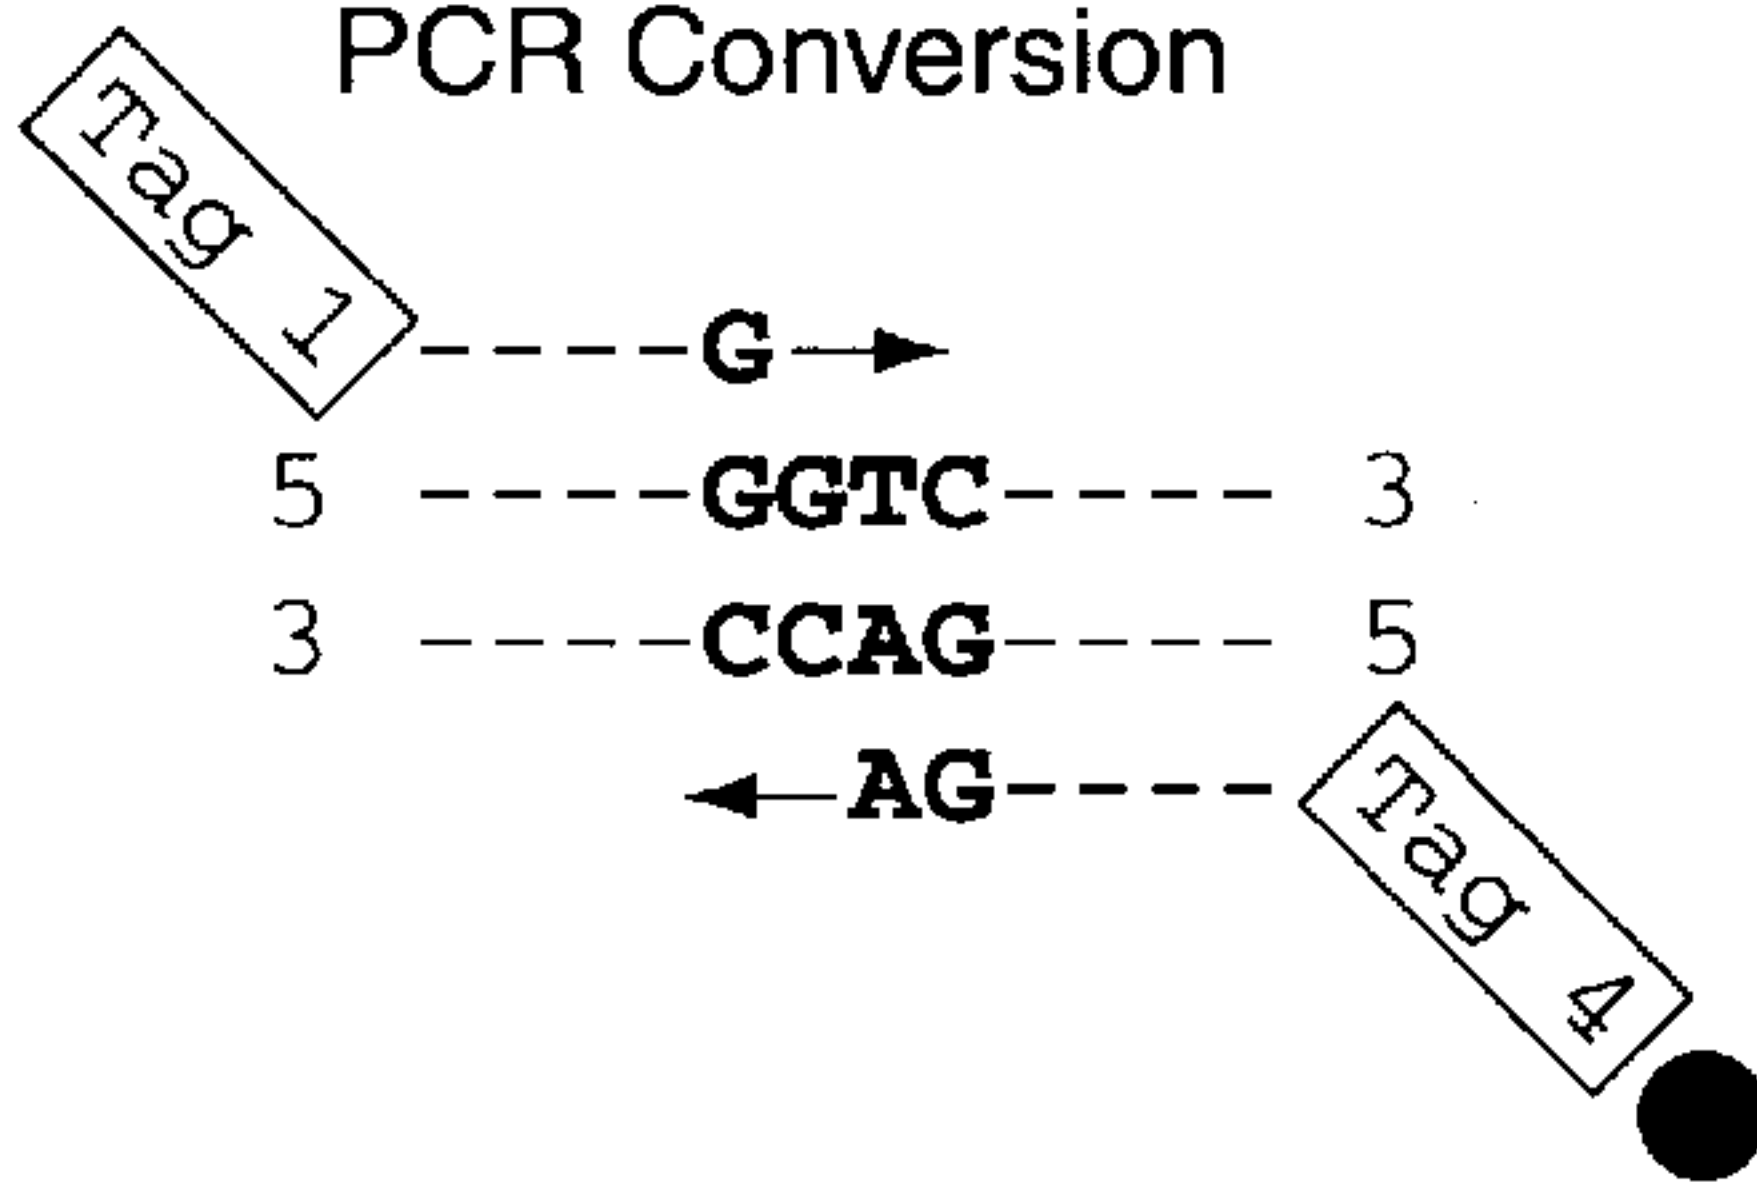 PCR Conversion
Tag 1
----G
5 ----GGTC---- 3
3 ----CCAG---- 5
AG----
Tag 4